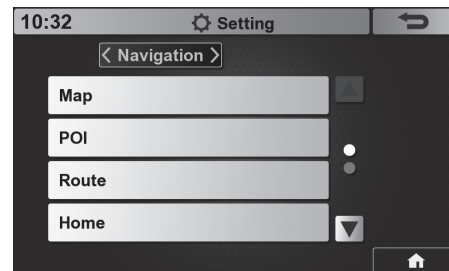 10:32 Setting
< Navigation >
Map
POI
Route
Home